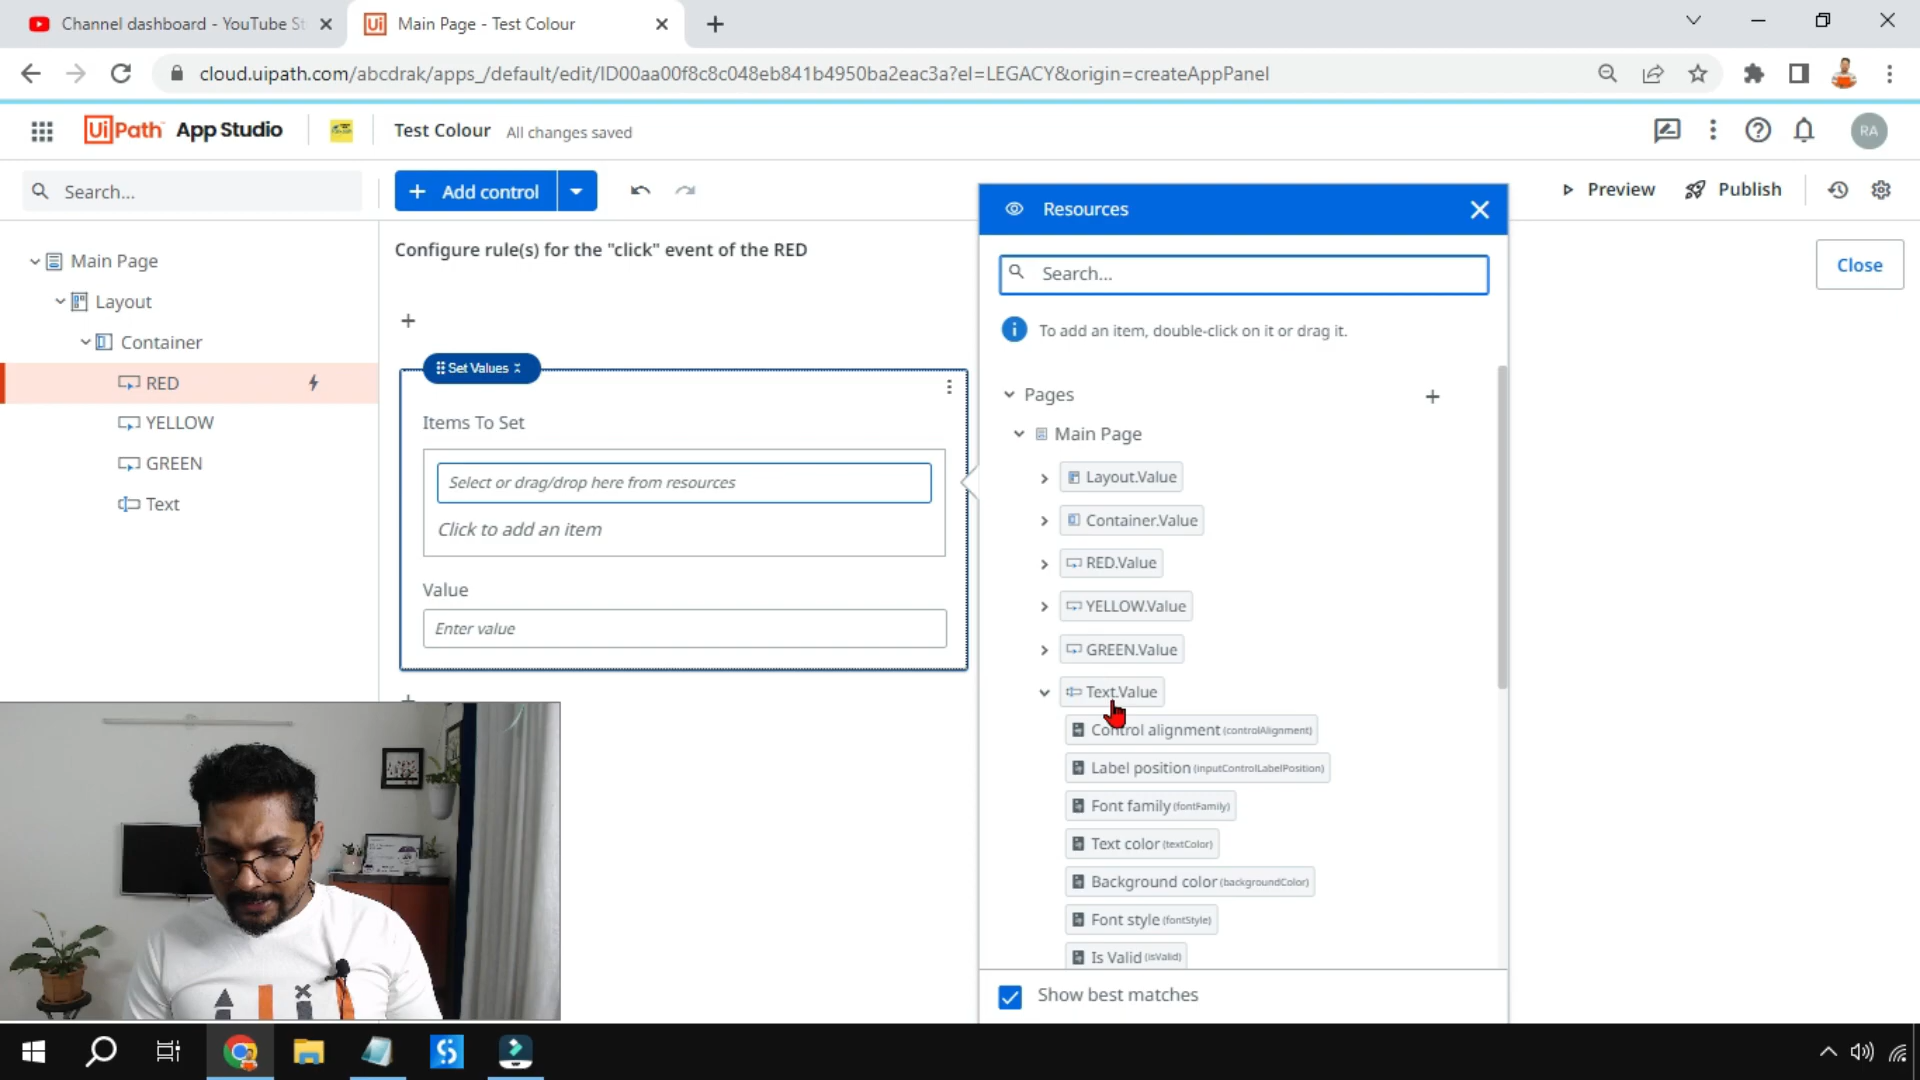 Channel dashboard - YouTube St
Main Page - Test Colour
cloud.uipath.com/abcdrak/apps_/default/edit/ID00aa00f8c8c048eb841b4950ba2eac3a?el=LEGACY&origin=createAppPanel
UiPath App Studio
Test Colour All changes saved
RA
Search...
Add control
Preview
Publish
Main Page
Layout
Container
RED
YELLOW
GREEN
Text
Configure rule(s) for the "click" event of the RED
Close
Set Values
Items To Set
Select or drag/drop here from resources
Click to add an item
Value
Enter value
Resources
Search...
To add an item, double-click on it or drag it.
Pages
Main Page
Layout.Value
Container.Value
RED.Value
YELLOW.Value
GREEN.Value
Text.Value
Control alignment (controlAlignment)
Label position (inputControlLabelPosition)
Font family (fontFamily)
Text color (textColor)
Background color (backgroundColor)
Font style (fontStyle)
Is Valid (isValid)
Show best matches